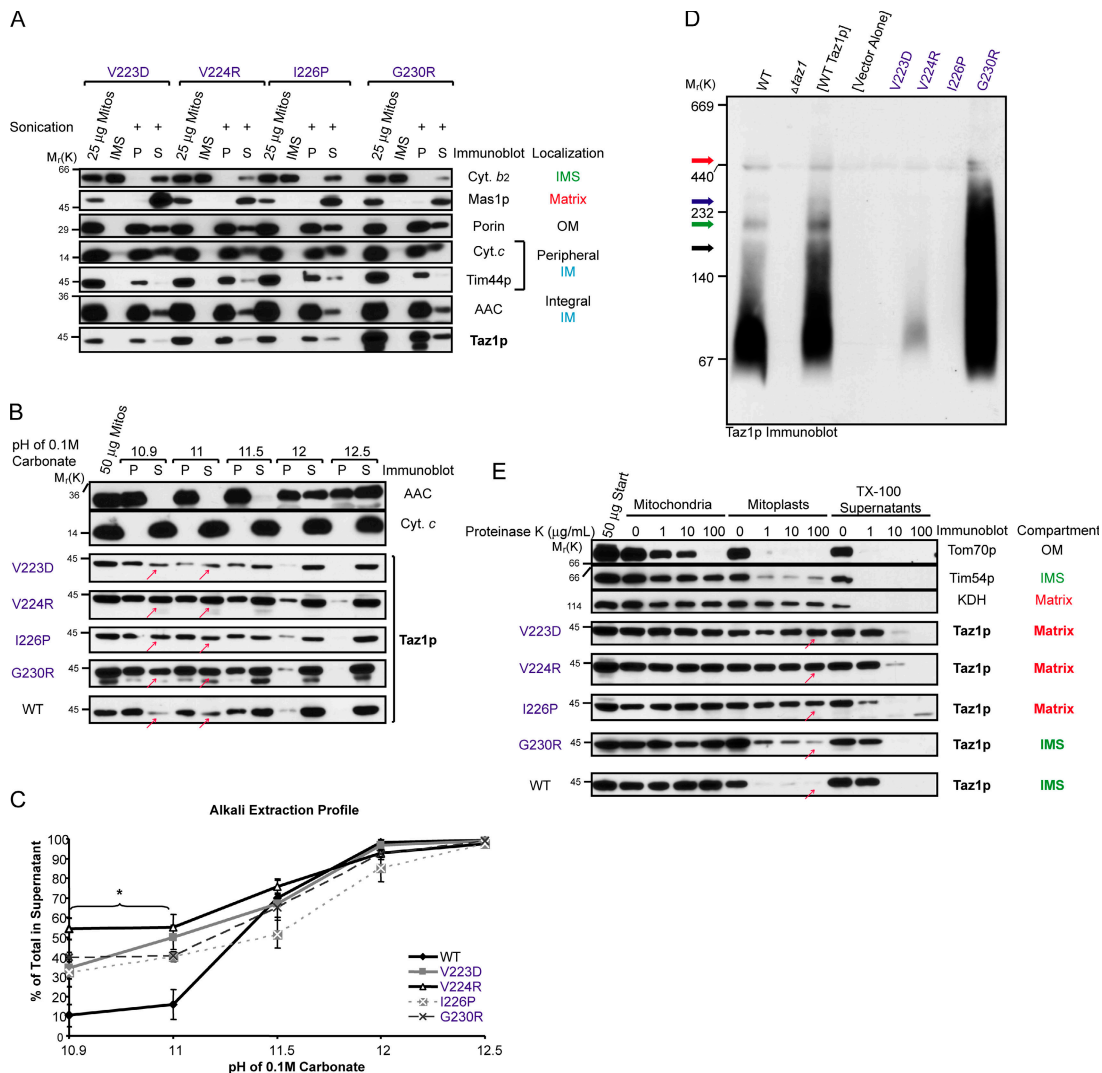 A
V223D V224R I226P G230R
25 µg Mitos IMS 25 µg Mitos IMS 25 µg Mitos IMS 25 µg Mitos IMS
Sonication + + + + + + + +
Mr(K) P S P S P S P S Immunoblot Localization
66 Cyt. b2 IMS
45 Mas1p Matrix
29 Porin OM
14 Cyt.c Peripheral
IM
45 Tim44p
36 AAC Integral
IM
45 Taz1p
B
pH of 0.1M
Carbonate
50 µg Mitos 10.9 11 11.5 12 12.5
Mr(K) P S P S P S P S P S Immunoblot
36 AAC
14 Cyt. c
V223D 45
V224R 45
I226P 45 Taz1p
G230R 45
WT 45
C
Alkali Extraction Profile
% of Total in Supernatant
100
90
80
70
60
50
40
30
20
10
0
*
WT
V223D
V224R
I226P
G230R
10.9 11 11.5 12 12.5
pH of 0.1M Carbonate
D
WT Δtaz1 [WT Taz1p] [Vector Alone] V223D V224R I226P G230R
Mr(K)
669
440
232
140
67
Taz1p Immunoblot
E
50 µg Start Mitochondria Mitoplasts TX-100
Supernatants
Proteinase K (µg/mL) 0 1 10 100 0 1 10 100 0 1 10 100 Immunoblot Compartment
Mr(K)
66 Tom70p OM
66 Tim54p IMS
114 KDH Matrix
V223D 45 Taz1p Matrix
V224R 45 Taz1p Matrix
I226P 45 Taz1p Matrix
G230R 45 Taz1p IMS
WT 45 Taz1p IMS